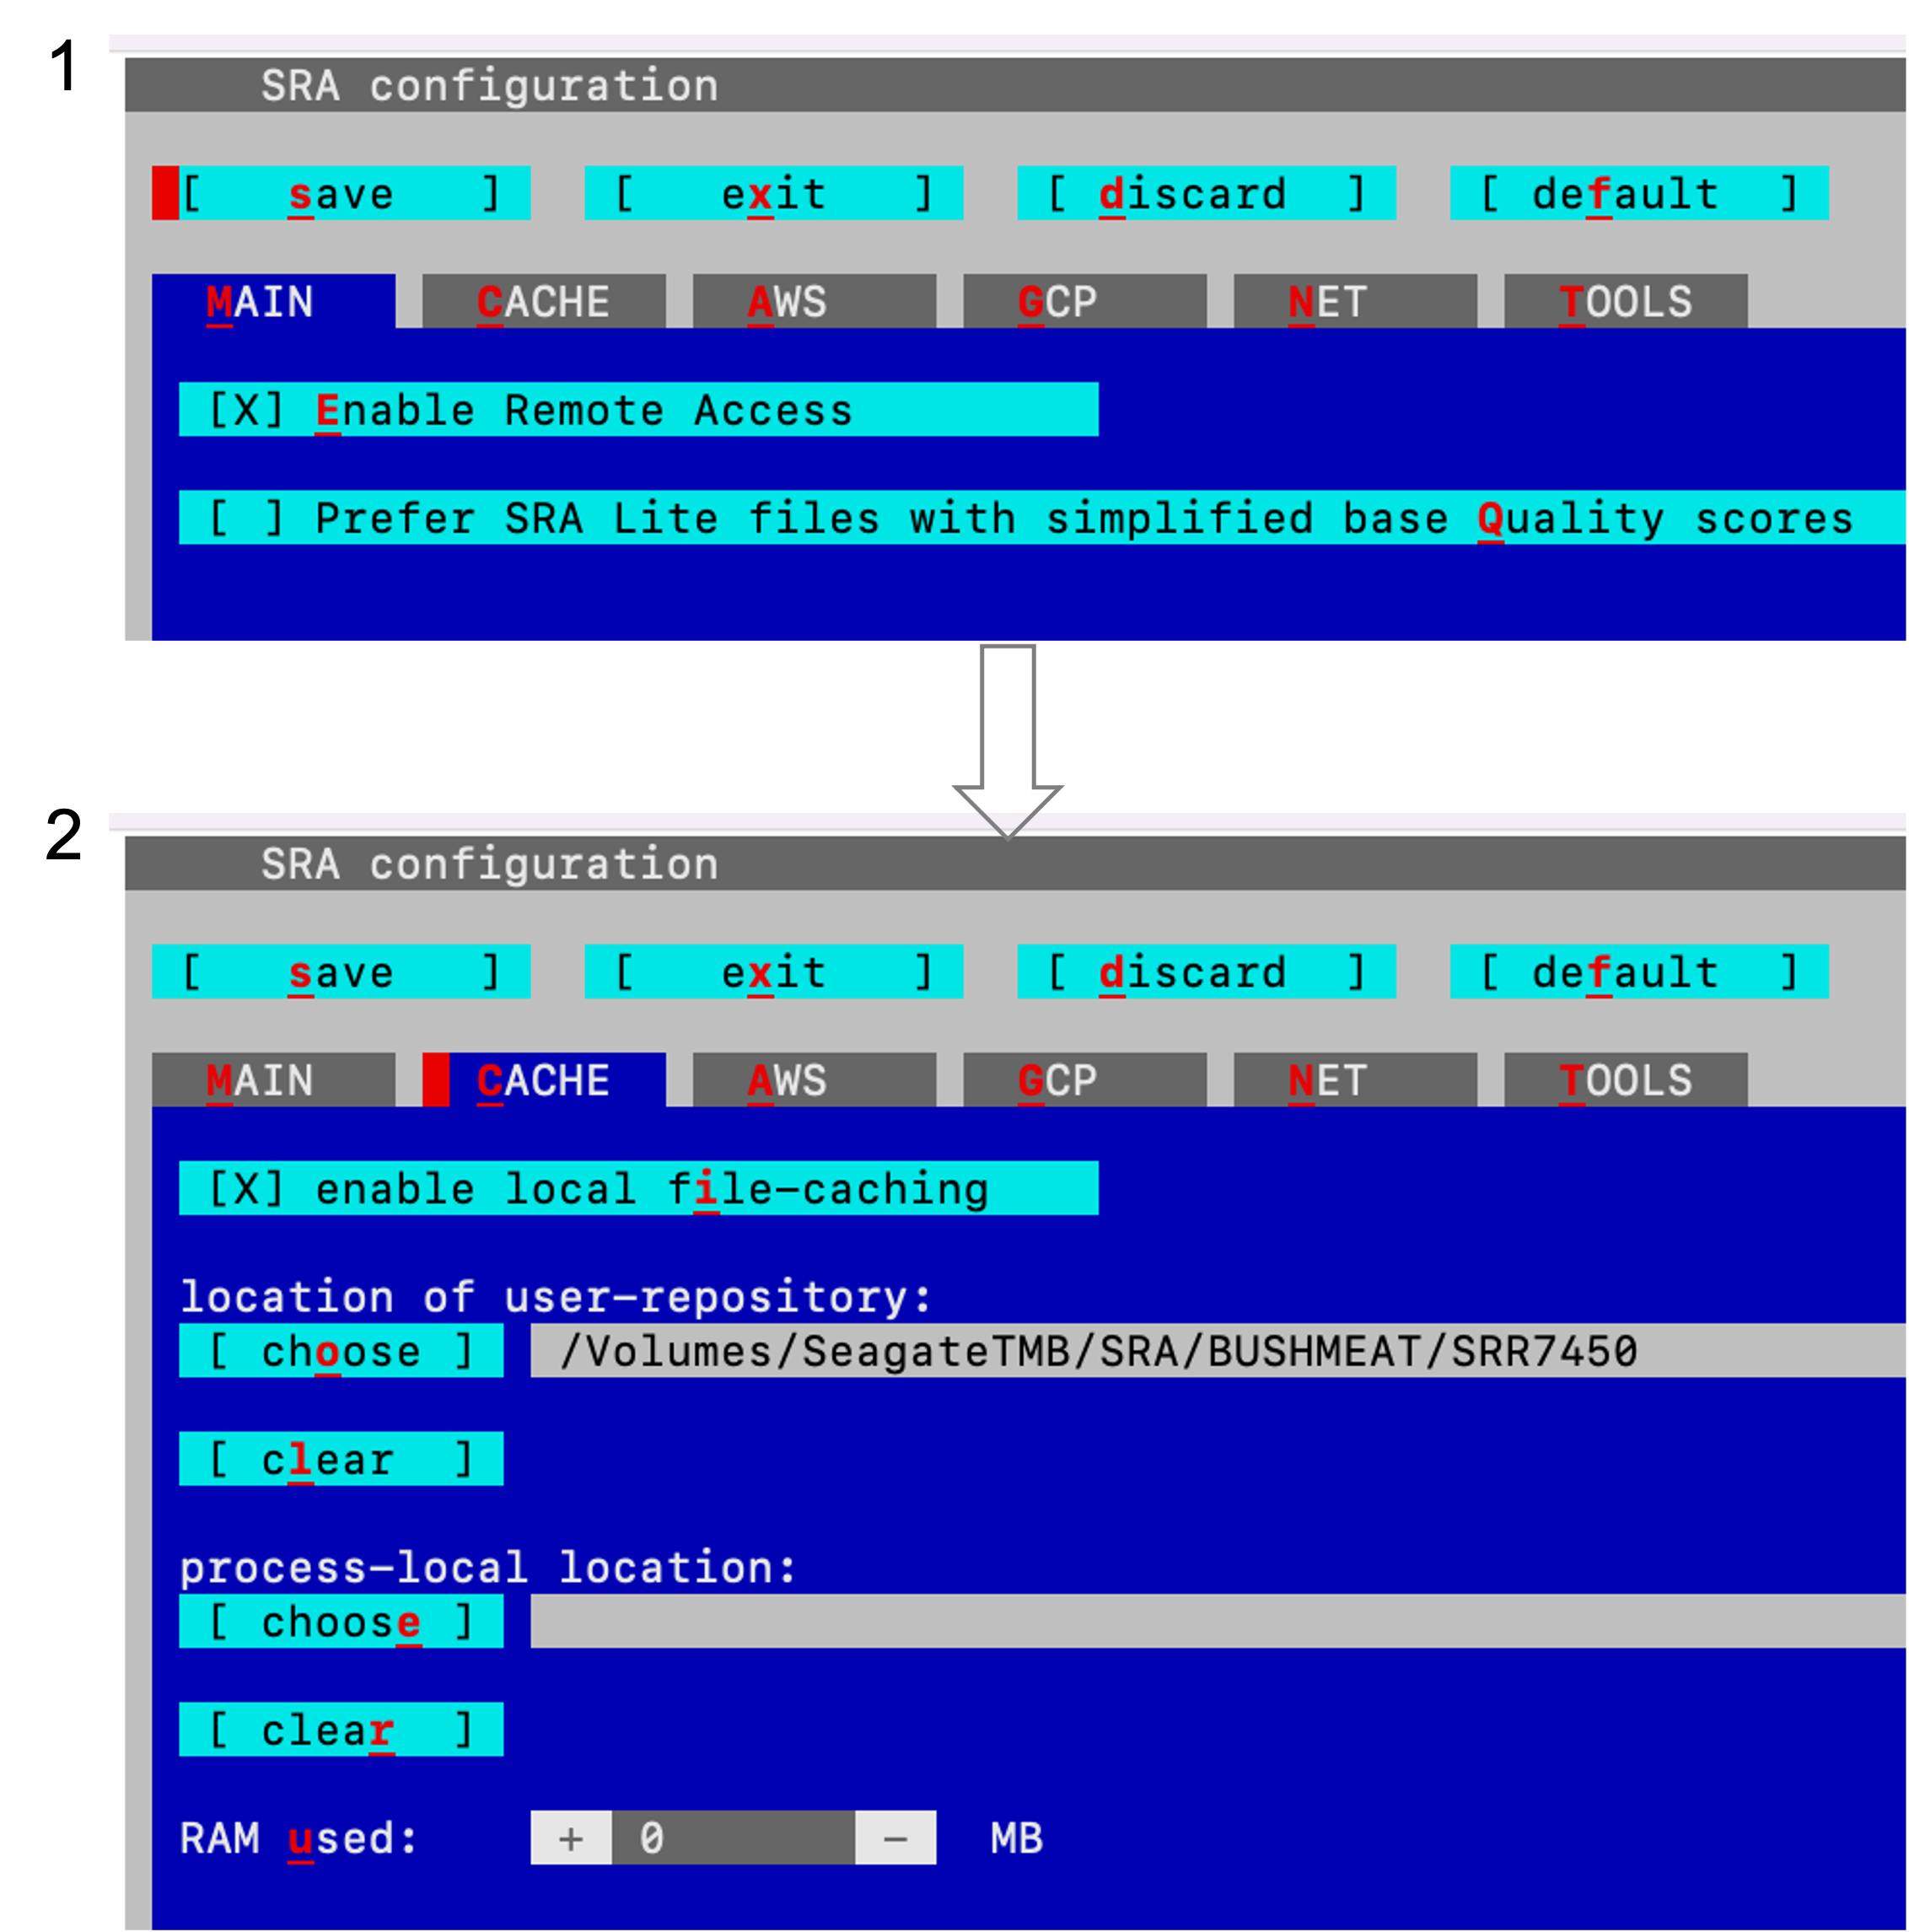 1
SRA configuration
[ save ] [ exit ] [ discard ] [ default ]
MAIN CACHE AWS GCP NET TOOLS
[X] Enable Remote Access
[ ] Prefer SRA Lite files with simplified base Quality scores
2
SRA configuration
[ save ] [ exit ] [ discard ] [ default ]
MAIN CACHE AWS GCP NET TOOLS
[X] enable local file-caching
location of user-repository:
[ choose ] /Volumes/SeagateTMB/SRA/BUSHMEAT/SRR7450
[ clear ]
process-local location:
[ choose ]
[ clear ]
RAM used: + 0 - MB